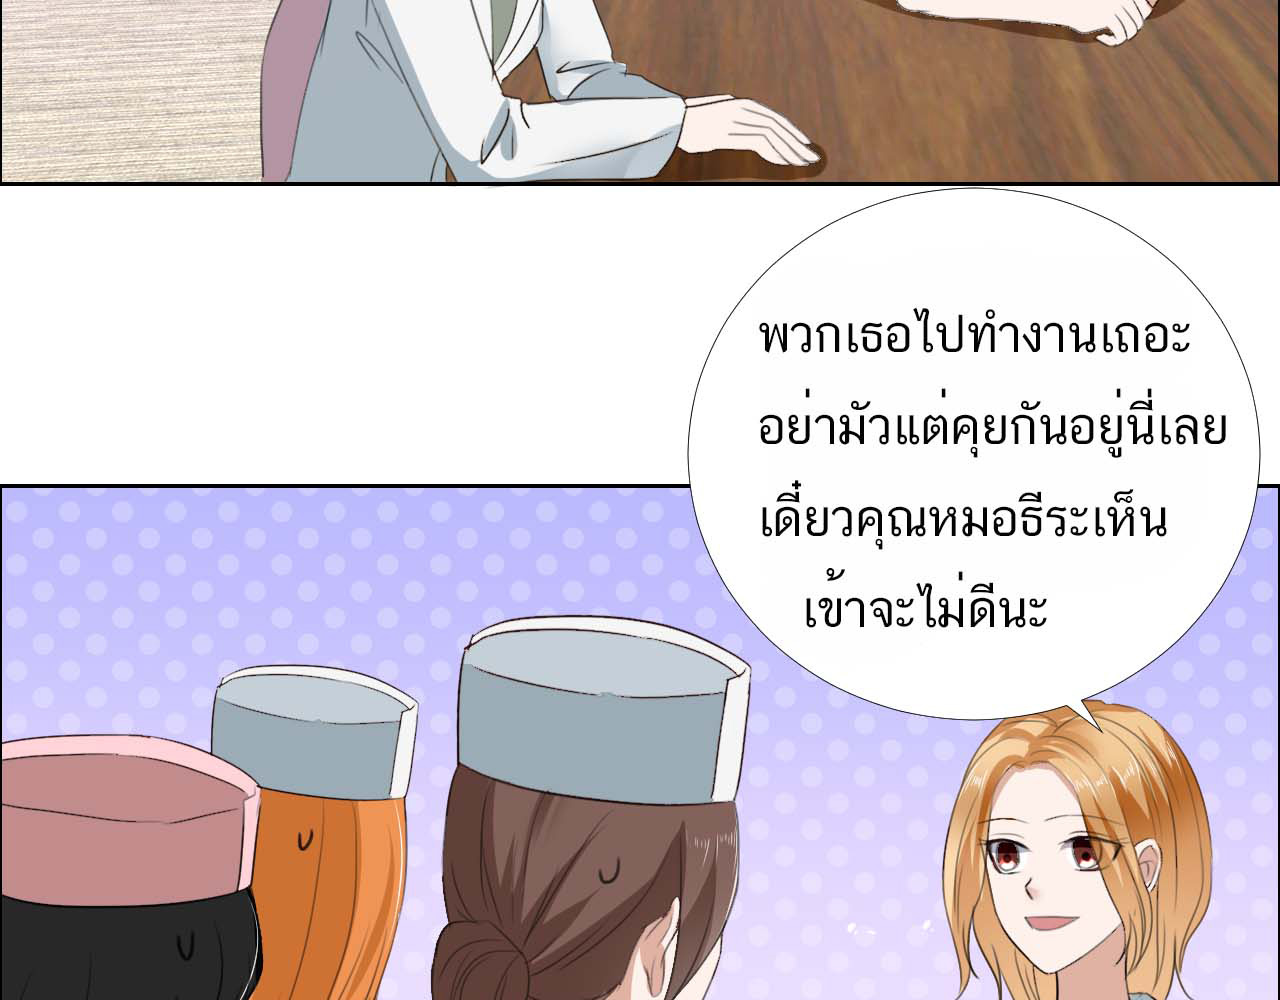 พวกเธอไปทำงานเถอะ
อย่ามัวแต่คุยกันอยู่นี่เลย
เดี๋ยวคุณหมอธีระเห็น
เข้าจะไม่ดีนะ